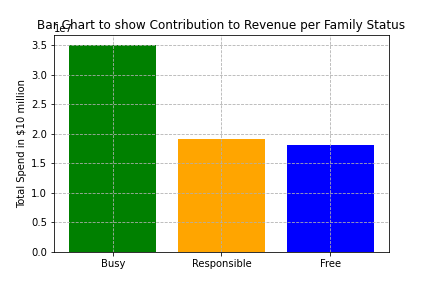 Bar Chart to show Contribution to Revenue per Family Status
1e7
Total Spend in $10 million
3.5
3.0
2.5
2.0
1.5
1.0
0.5
0.0
Busy Responsible Free